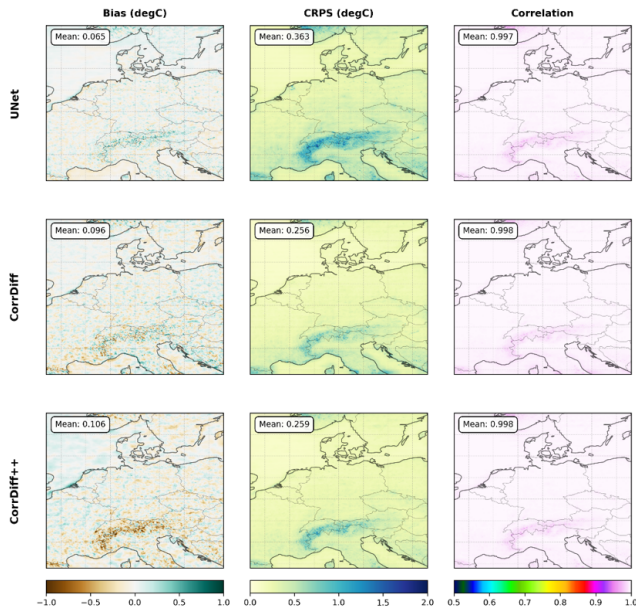 Bias (degC) CRPS (degC) Correlation
UNet
Mean: 0.065 Mean: 0.363 Mean: 0.997
CorrDiff
Mean: 0.096 Mean: 0.256 Mean: 0.998
CorrDiff++
Mean: 0.106 Mean: 0.259 Mean: 0.998
−1.0 −0.5 0.0 0.5 1.0 0.0 0.5 1.0 1.5 2.0 0.5 0.6 0.7 0.8 0.9 1.0